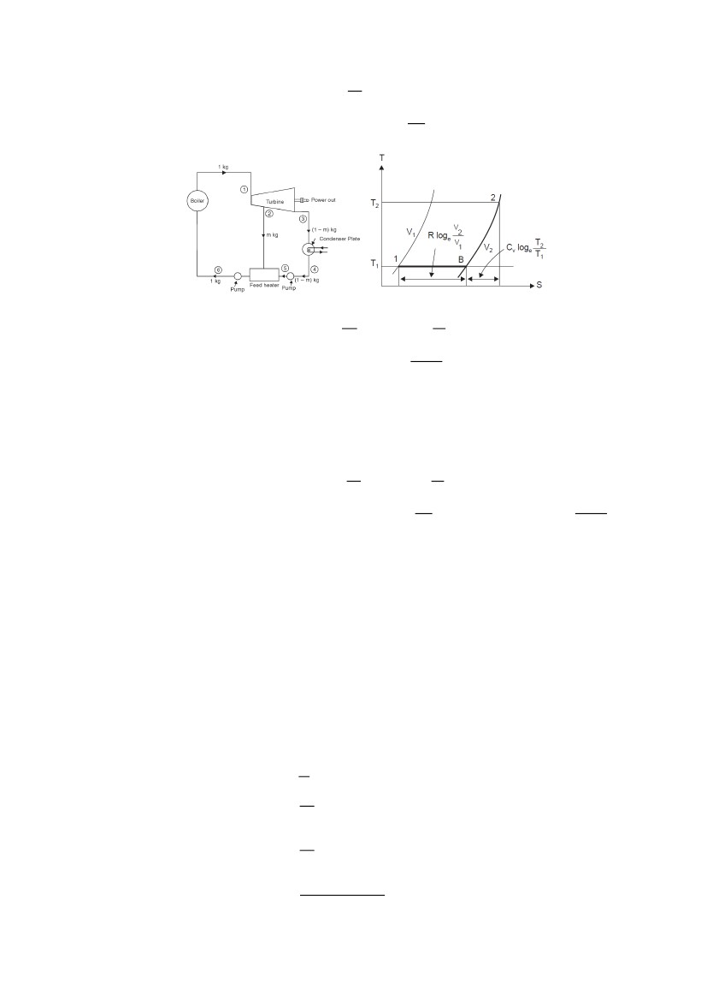 1 kg
①
Boiler
Turbine
Power out
②
③
(1 – m) kg
m kg
Condenser Plate
⑥
⑤
④
1 kg
Feed heater
(1 – m) kg
Pump
Pump
T
T2
2
V1
R loge V2/V1
V2
Cv loge T2/T1
T1
1
B
S